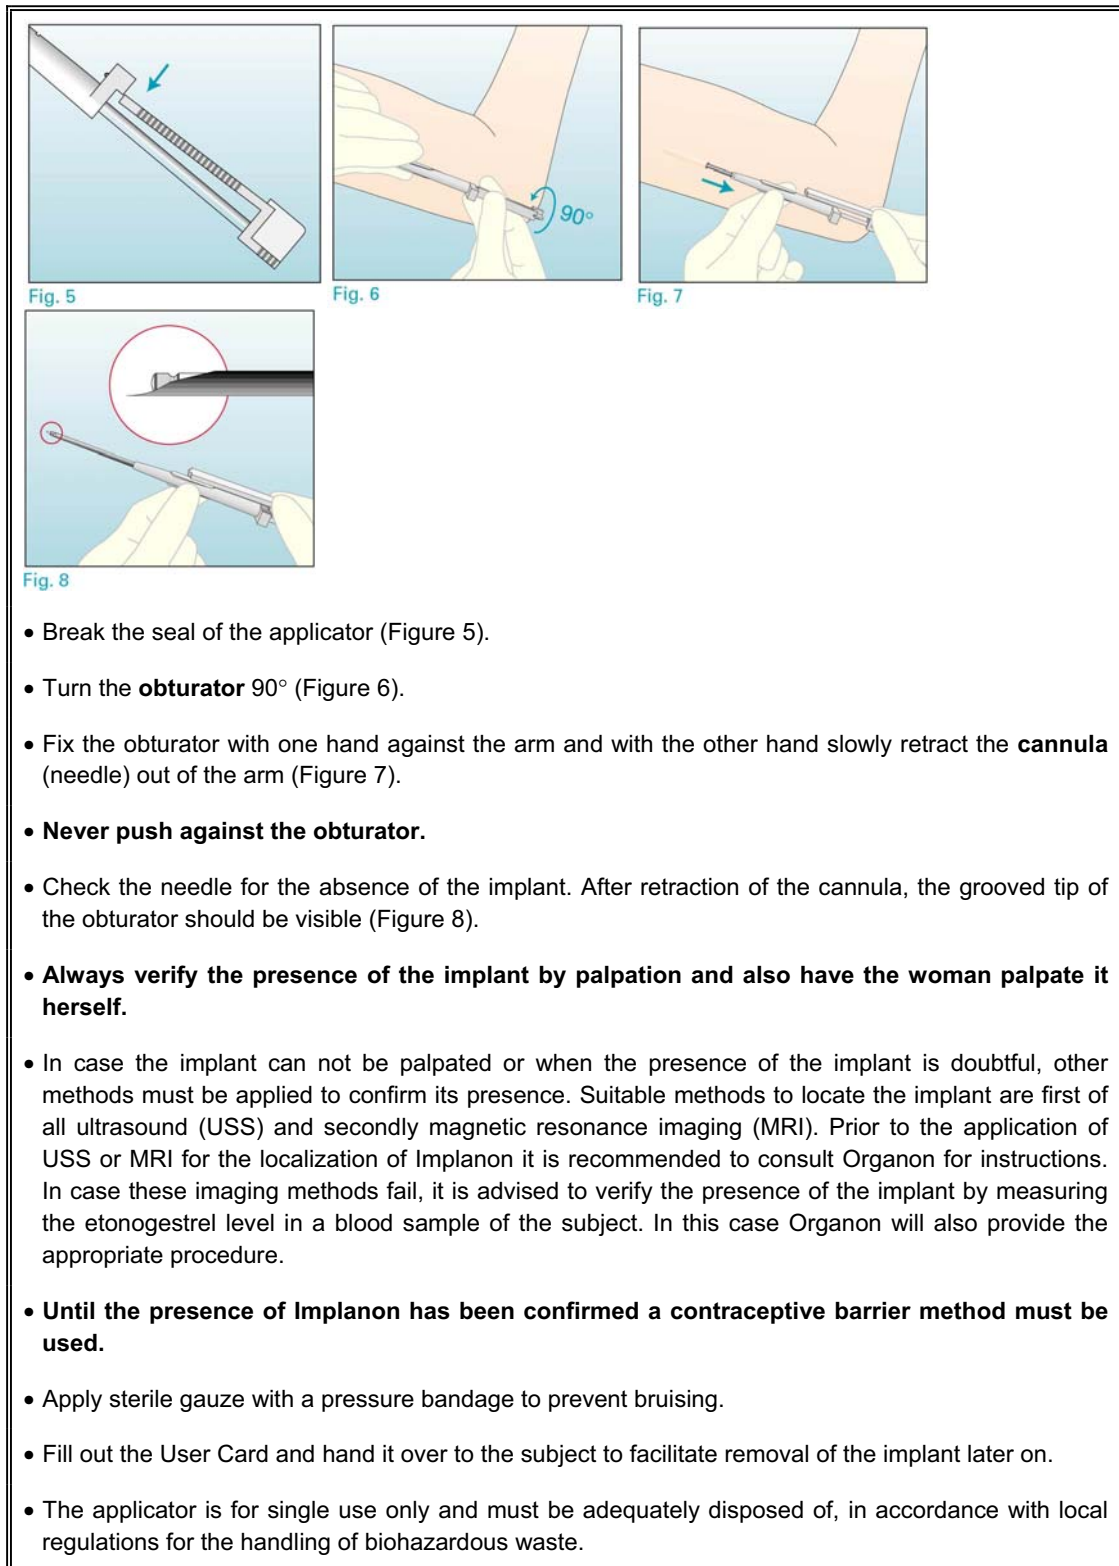 90°
Fig. 5
Fig. 6
Fig. 7
Fig. 8
• Break the seal of the applicator (Figure 5).
• Turn the obturator 90° (Figure 6).
• Fix the obturator with one hand against the arm and with the other hand slowly retract the cannula
(needle) out of the arm (Figure 7).
• Never push against the obturator.
• Check the needle for the absence of the implant. After retraction of the cannula, the grooved tip of
the obturator should be visible (Figure 8).
• Always verify the presence of the implant by palpation and also have the woman palpate it
herself.
• In case the implant can not be palpated or when the presence of the implant is doubtful, other
methods must be applied to confirm its presence. Suitable methods to locate the implant are first of
all ultrasound (USS) and secondly magnetic resonance imaging (MRI). Prior to the application of
USS or MRI for the localization of Implanon it is recommended to consult Organon for instructions.
In case these imaging methods fail, it is advised to verify the presence of the implant by measuring
the etonogestrel level in a blood sample of the subject. In this case Organon will also provide the
appropriate procedure.
• Until the presence of Implanon has been confirmed a contraceptive barrier method must be
used.
• Apply sterile gauze with a pressure bandage to prevent bruising.
• Fill out the User Card and hand it over to the subject to facilitate removal of the implant later on.
• The applicator is for single use only and must be adequately disposed of, in accordance with local
regulations for the handling of biohazardous waste.